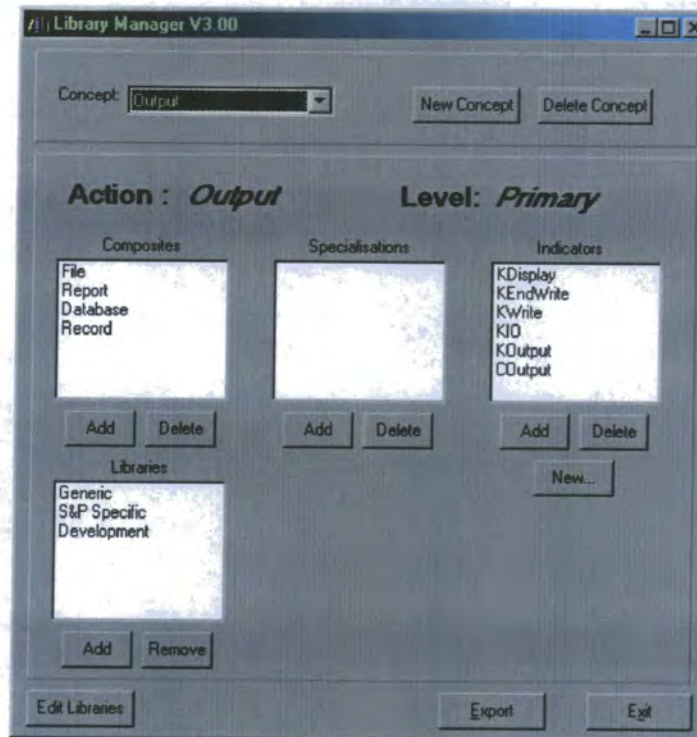 Library Manager V3.00
Concept: Output
New Concept
Delete Concept
Action : Output
Level: Primary
Composites
File
Report
Database
Record
Add
Delete
Specialisations
Add
Delete
Indicators
KDisplay
KEndWrite
KWrite
KIO
KOutput
COutput
Add
Delete
New...
Libraries
Generic
S&P Specific
Development
Add
Remove
Edit Libraries
Export
Exit